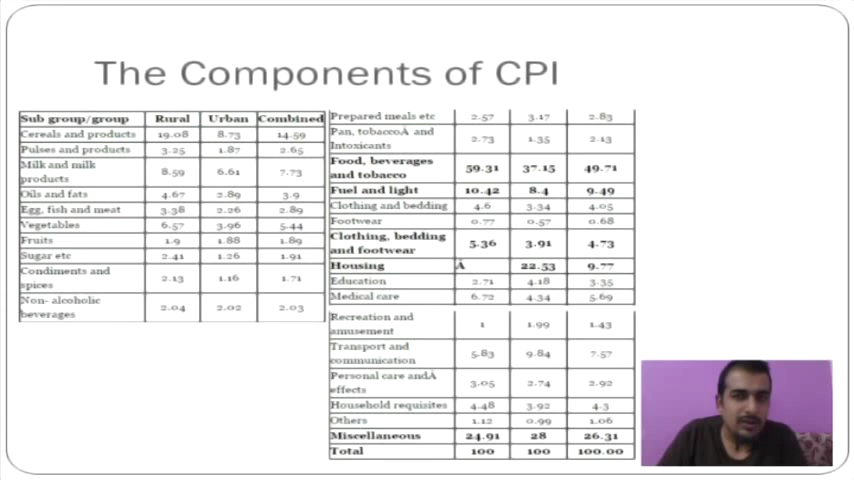 The Components of CPI
Sub group/group Rural Urban Combined
Cereals and products 19.08 8.73 14.59
Pulses and products 3.25 1.87 2.65
Milk and milk
products 8.59 6.61 7.73
Oils and fats 4.67 2.89 3.9
Egg, fish and meat 3.38 2.26 2.89
Vegetables 6.57 3.96 5.44
Fruits 1.9 1.88 1.89
Sugar etc 2.41 1.26 1.91
Condiments and
spices 2.13 1.16 1.71
Non- alcoholic
beverages 2.04 2.02 2.03
Prepared meals etc 2.57 3.17 2.83
Pan, tobaccoÂ and
Intoxicants 2.73 1.35 2.13
Food, beverages
and tobacco 59.31 37.15 49.71
Fuel and light 10.42 8.4 9.49
Clothing and bedding 4.6 3.34 4.05
Footwear 0.77 0.57 0.68
Clothing, bedding
and footwear 5.36 3.91 4.73
Housing Â 22.53 9.77
Education 2.71 4.18 3.35
Medical care 6.72 4.34 5.69
Recreation and
amusement 1 1.99 1.43
Transport and
communication 5.83 9.84 7.57
Personal care andÂ
effects 3.05 2.74 2.92
Household requisites 4.48 3.92 4.3
Others 1.12 0.99 1.06
Miscellaneous 24.91 28 26.31
Total 100 100 100.00